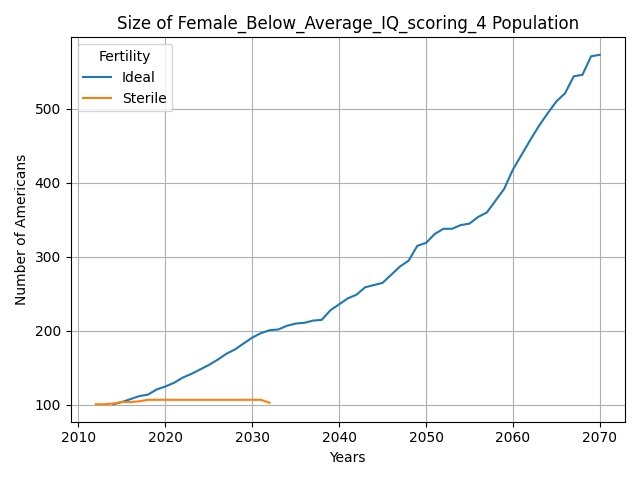 Size of Female_Below_Average_IQ_scoring_4 Population
Fertility
Ideal
Sterile
Number of Americans
500
400
300
200
100
2010 2020 2030 2040 2050 2060 2070
Years